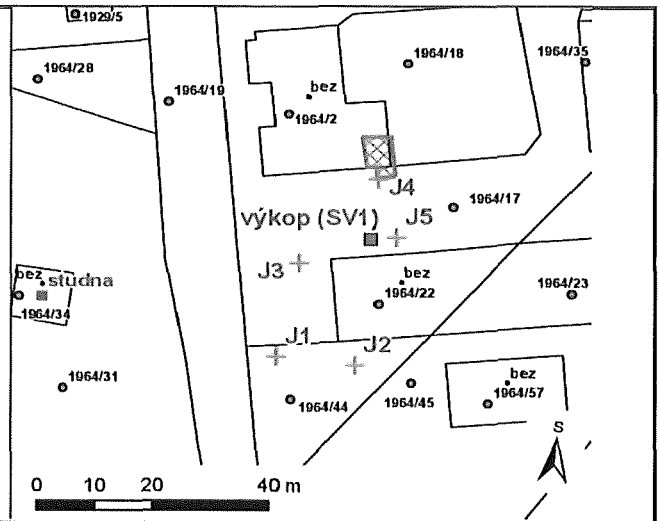 1929/5
1964/28
1964/19
bez
1964/2
1964/18
1964/35
J4
1964/17
výkop (SV1)
J5
J3
bez
1964/22
1964/23
bez
studna
1964/34
J1
J2
1964/31
1964/44
1964/45
bez
1964/57
S
0 10 20 40 m